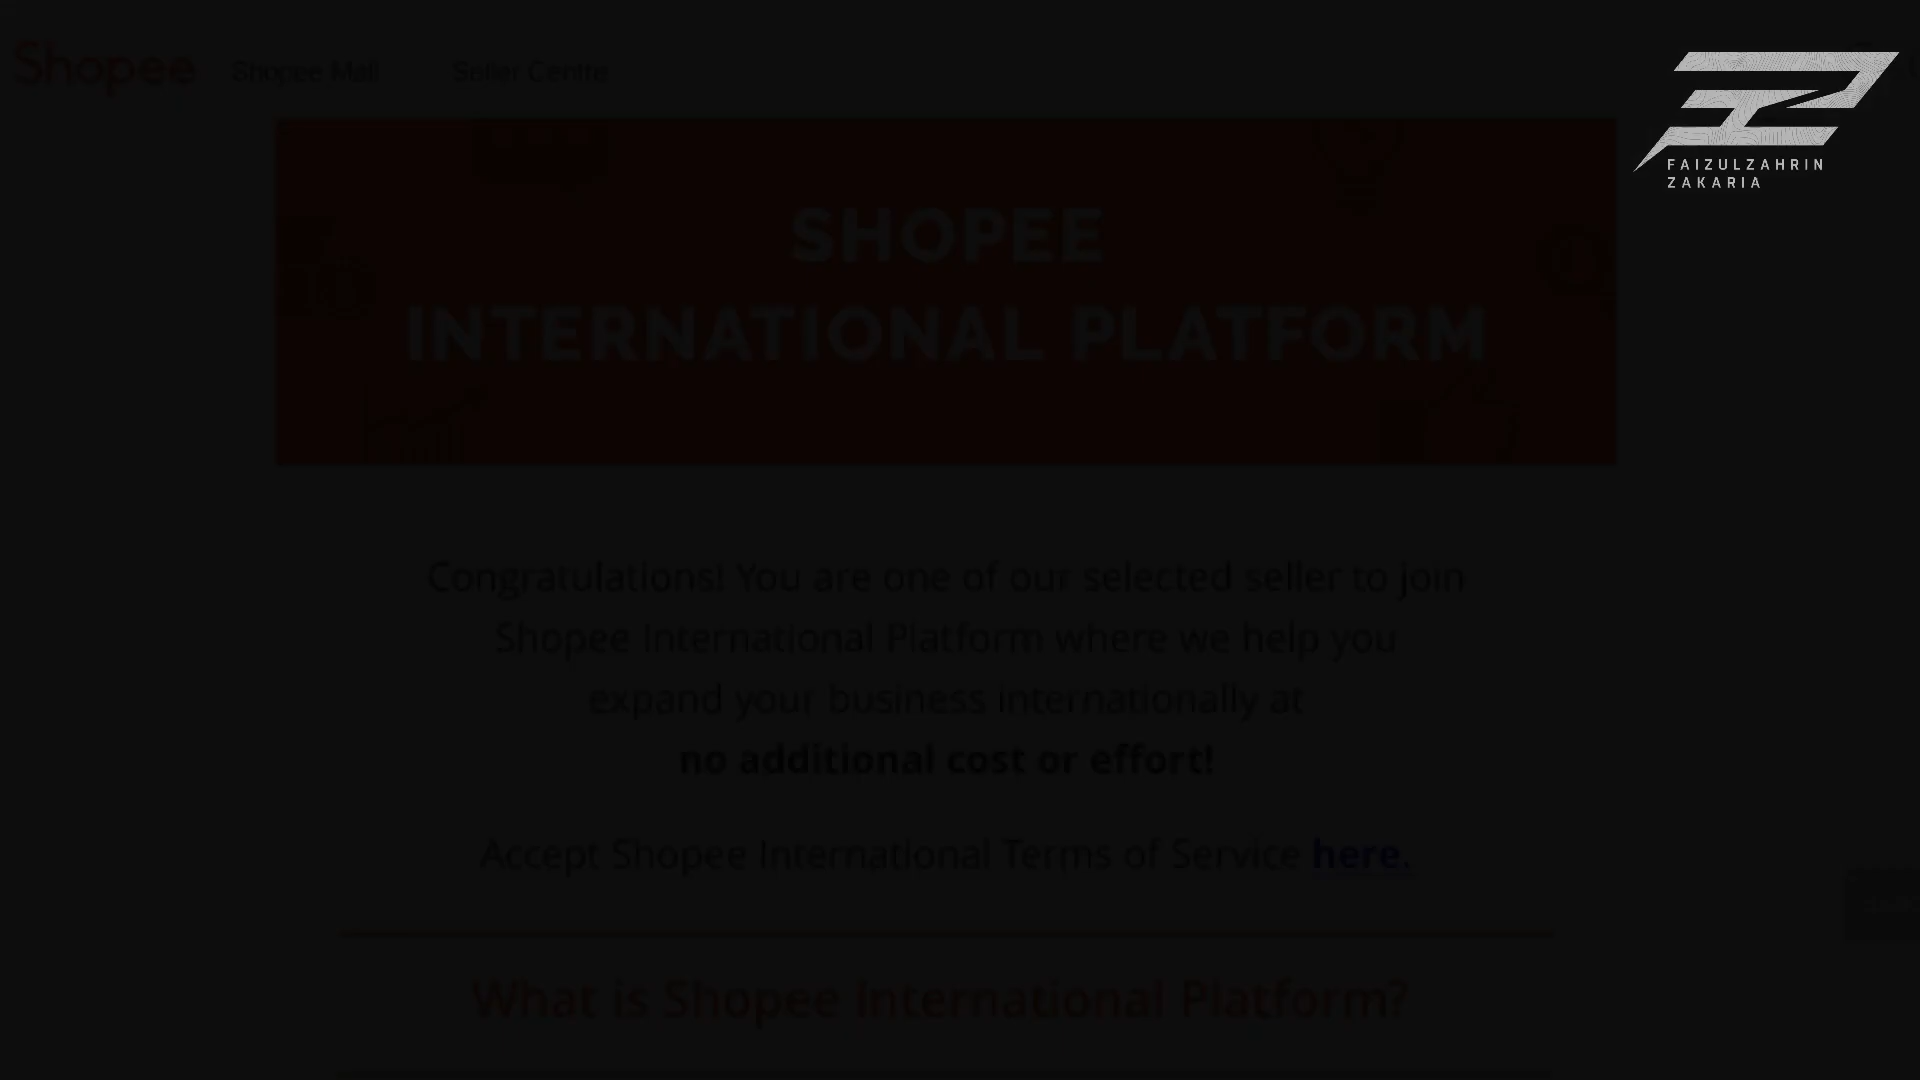 Shopee Shopee Mall Seller Centre
FAIZULZAHRIN
ZAKARIA
SHOPEE
INTERNATIONAL PLATFORM
Congratulations! You are one of our selected seller to join
Shopee International Platform where we help you
expand your business internationally at
no additional cost or effort!
Accept Shopee International Terms of Service here.
What is Shopee International Platform?